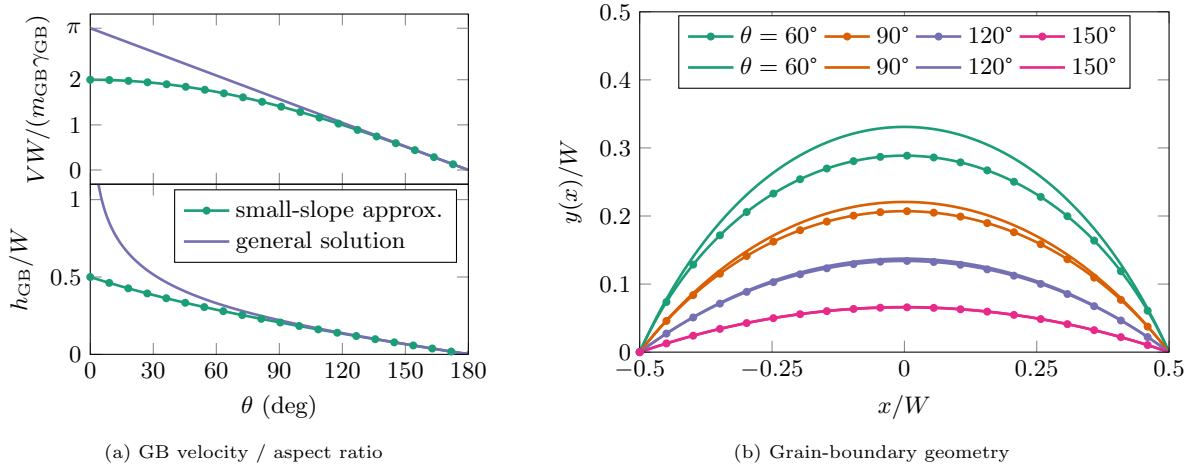 VW/(m_GB γ_GB)
π
2
1
0
h_GB/W
1
0.5
0
small-slope approx.
general solution
0 30 60 90 120 150 180
θ (deg)
(a) GB velocity / aspect ratio
y(x)/W
0.5
0.4
0.3
0.2
0.1
0
θ = 60° 90° 120° 150°
θ = 60° 90° 120° 150°
−0.5 −0.25 0 0.25 0.5
x/W
(b) Grain-boundary geometry